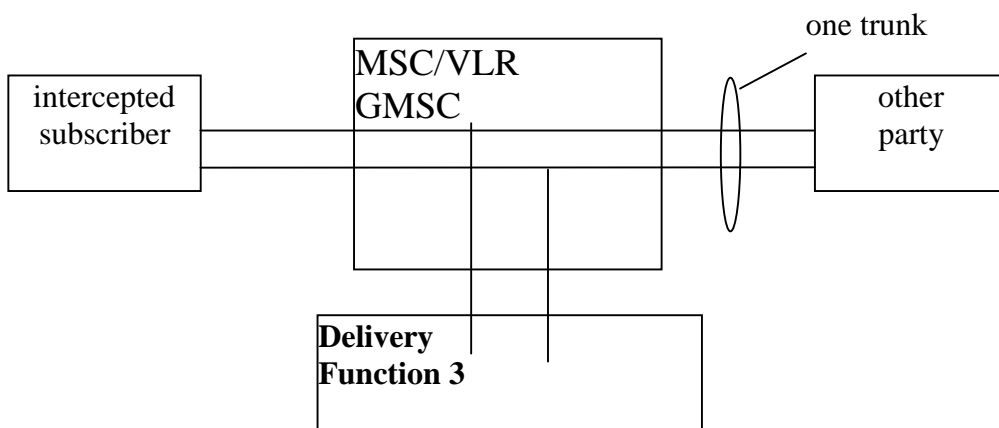 one trunk
MSC/VLR
GMSC
intercepted
subscriber
other
party
Delivery
Function 3